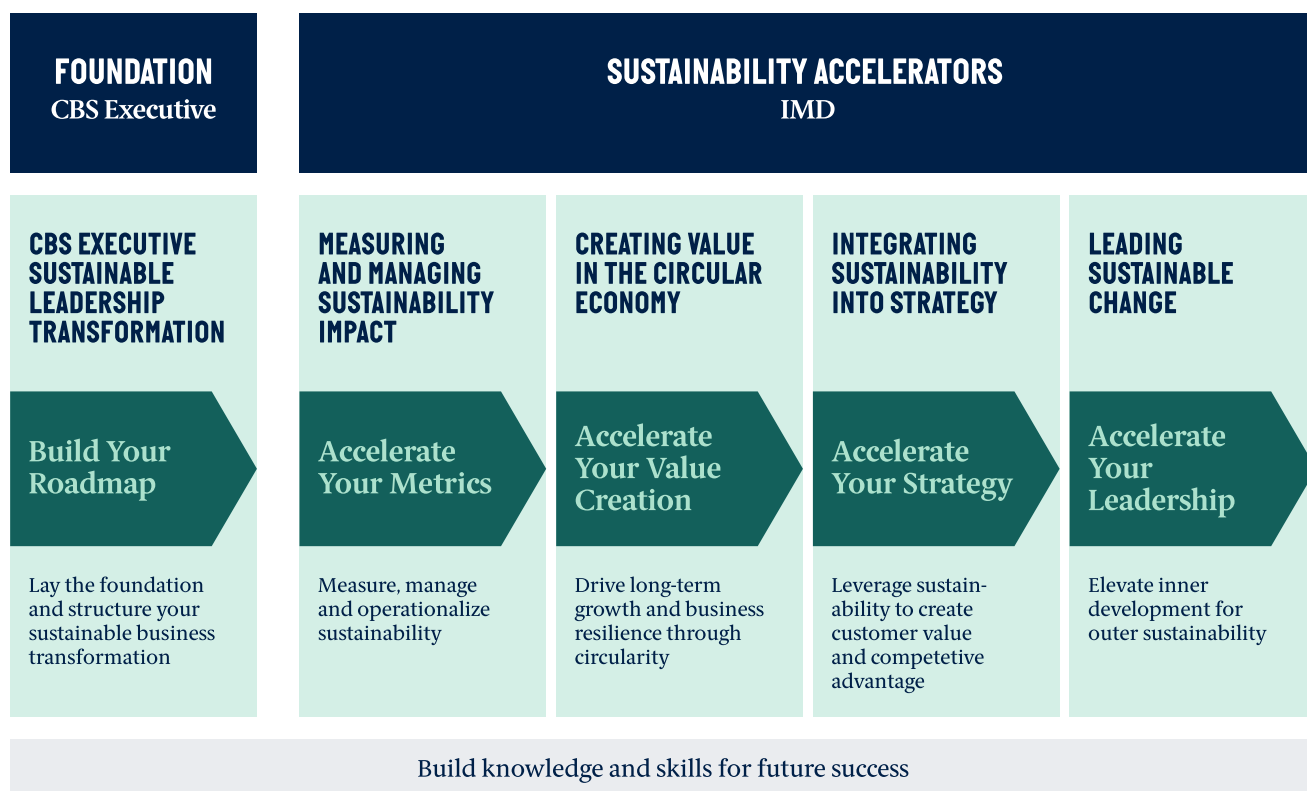 FOUNDATION
CBS Executive
SUSTAINABILITY ACCELERATORS
IMD
CBS EXECUTIVE
SUSTAINABLE
LEADERSHIP
TRANSFORMATION
Build Your
Roadmap
Lay the foundation
and structure your
sustainable business
transformation
MEASURING
AND MANAGING
SUSTAINABILITY
IMPACT
Accelerate
Your Metrics
Measure, manage
and operationalize
sustainability
CREATING VALUE
IN THE CIRCULAR
ECONOMY
Accelerate
Your Value
Creation
Drive long-term
growth and business
resilience through
circularity
INTEGRATING
SUSTAINABILITY
INTO STRATEGY
Accelerate
Your Strategy
Leverage sustain-
ability to create
customer value
and competetive
advantage
LEADING
SUSTAINABLE
CHANGE
Accelerate
Your
Leadership
Elevate inner
development for
outer sustainability
Build knowledge and skills for future success